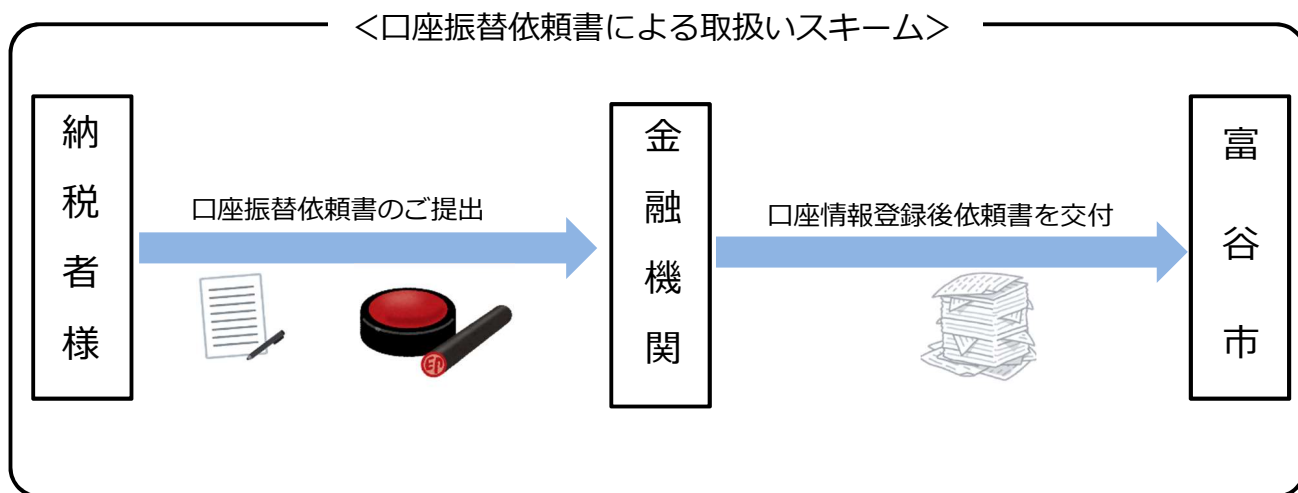 ＜口座振替依頼書による取扱いスキーム＞
納税者様
口座振替依頼書のご提出
金融機関
口座情報登録後依頼書を交付
富谷市
印